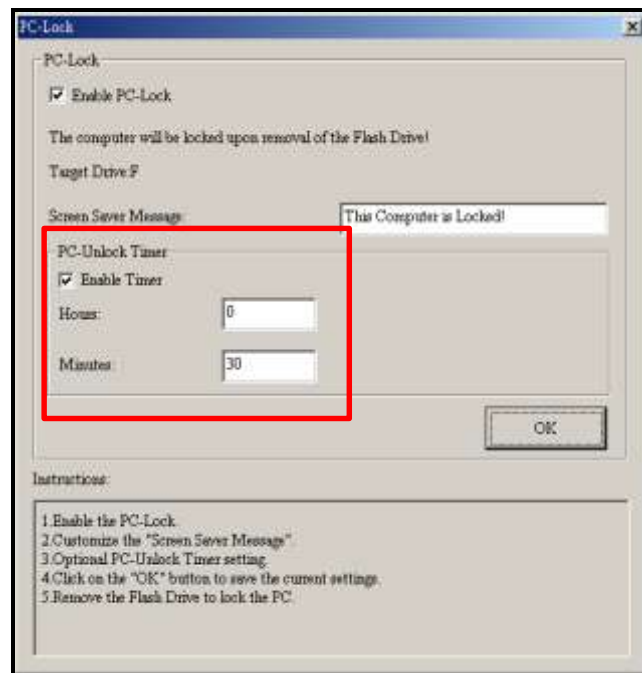 PC-Lock
PC-Lock
Enable PC-Lock
The computer will be locked upon removal of the Flash Drive!
Target Drive:F
Screen Saver Message: This Computer is Locked!
PC-Unlock Timer
Enable Timer
Hours: 0
Minutes: 30
OK
Instructions:
1.Enable the PC-Lock.
2.Customize the "Screen Saver Message".
3.Optional PC-Unlock Timer setting.
4.Click on the "OK" button to save the current settings.
5.Remove the Flash Drive to lock the PC.